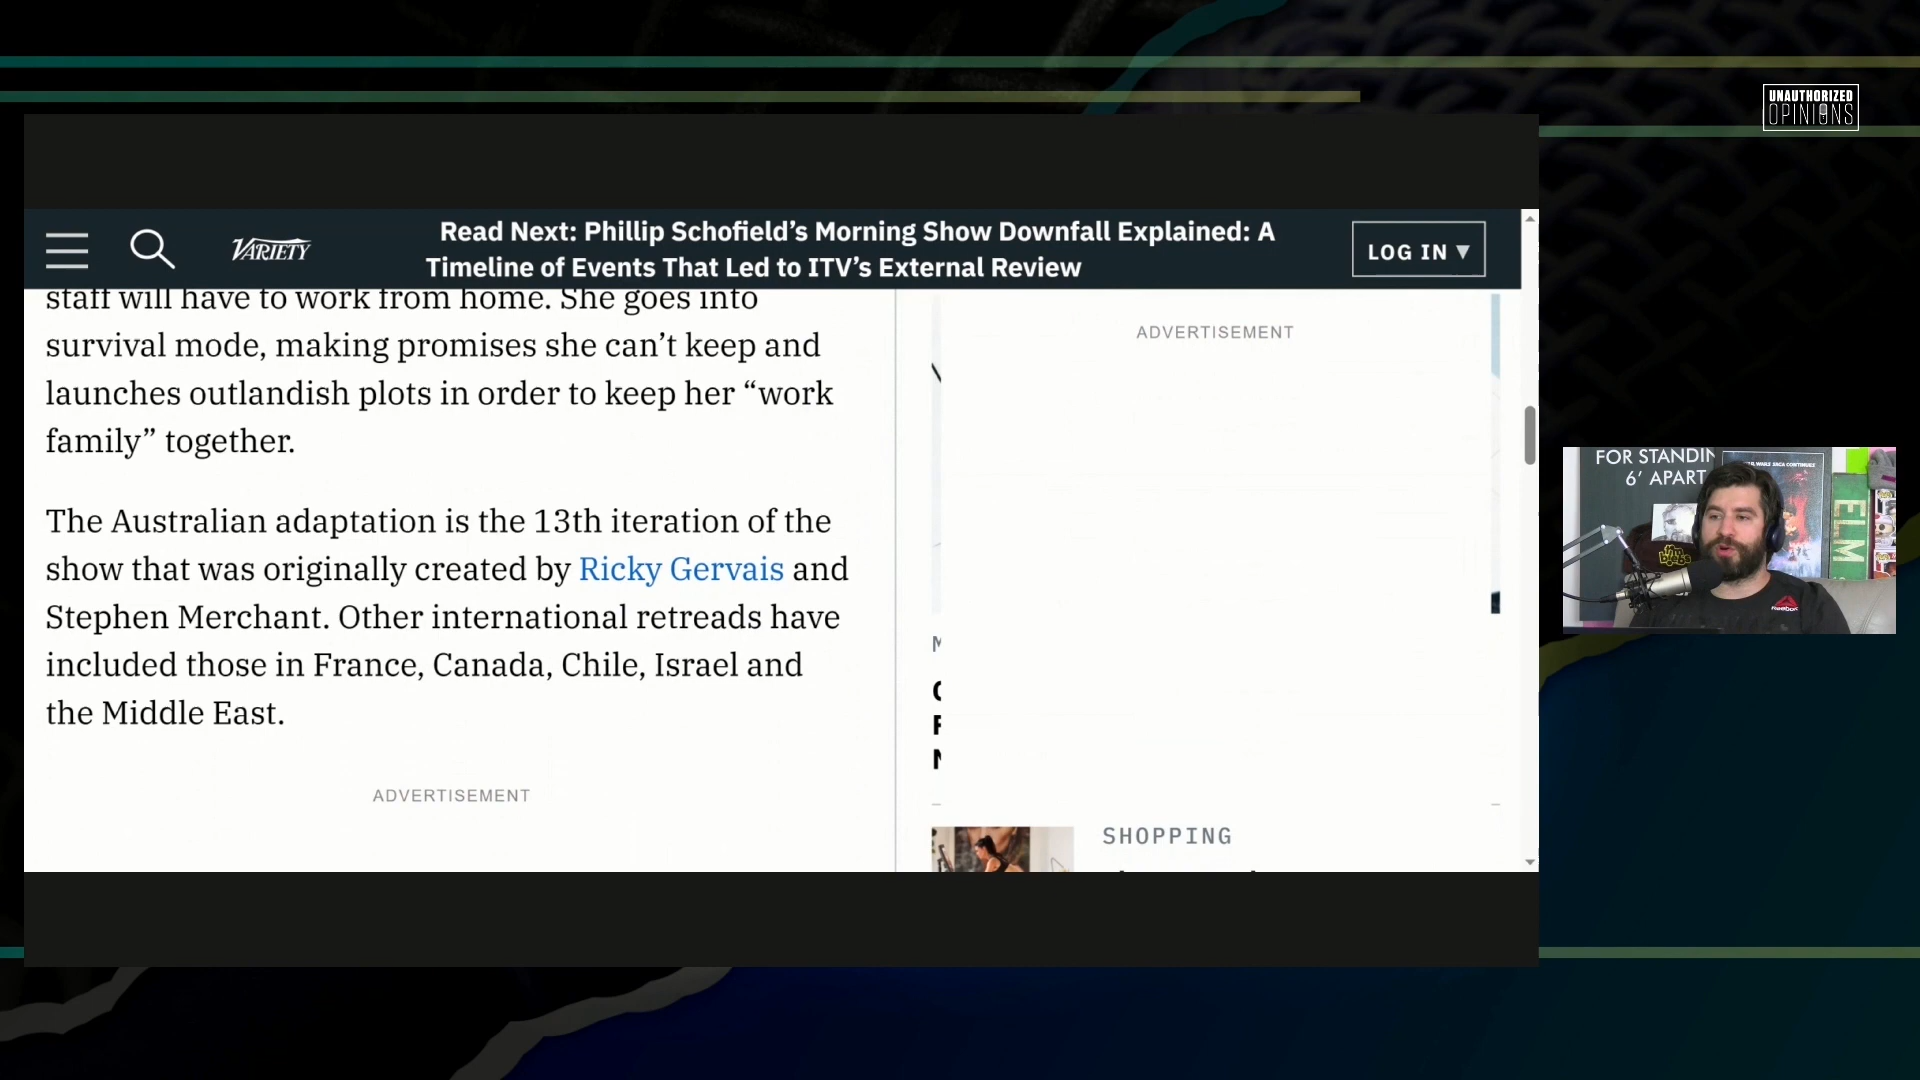 UNAUTHORIZED
OPINIONS
VARIETY
Read Next: Phillip Schofield’s Morning Show Downfall Explained: A
Timeline of Events That Led to ITV’s External Review
LOG IN ▼
staff will have to work from home. She goes into
survival mode, making promises she can’t keep and
launches outlandish plots in order to keep her “work
family” together.
The Australian adaptation is the 13th iteration of the
show that was originally created by Ricky Gervais and
Stephen Merchant. Other international retreads have
included those in France, Canada, Chile, Israel and
the Middle East.
ADVERTISEMENT
ADVERTISEMENT
SHOPPING
FOR STANDIN
6’ APART
WARS SAGA CONTINUES
ELM
Reebok